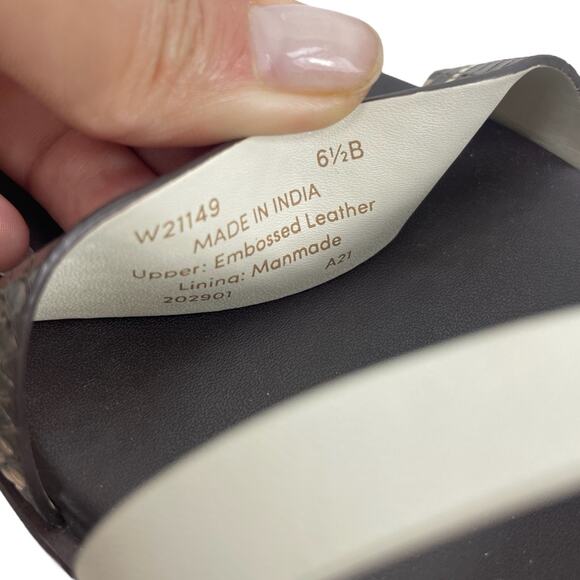 6½B
W21149
MADE IN INDIA
Upper: Embossed Leather
Lining: Manmade
202901 A21